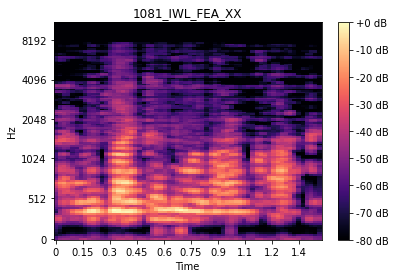 1081_IWL_FEA_XX
+0 dB
8192
-10 dB
4096
-20 dB
-30 dB
2048
Hz
-40 dB
1024
-50 dB
-60 dB
512
-70 dB
0
-80 dB
0 0.15 0.3 0.45 0.6 0.75 0.9 1.1 1.2 1.4
Time